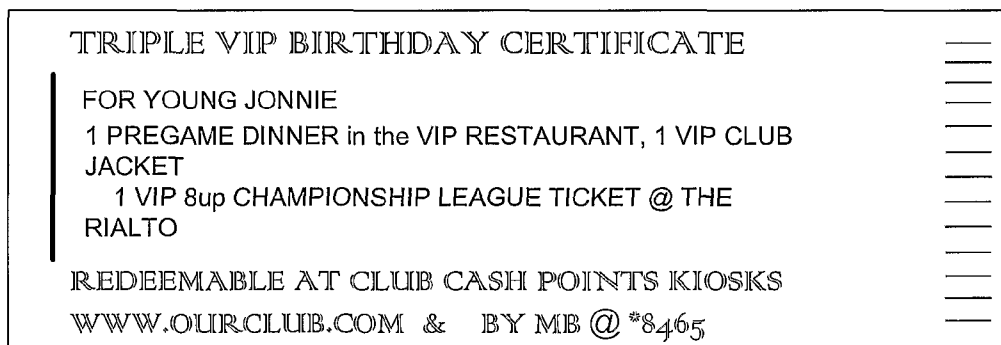 TRIPLE VIP BIRTHDAY CERTIFICATE
FOR YOUNG JONNIE
1 PREGAME DINNER in the VIP RESTAURANT, 1 VIP CLUB
JACKET
1 VIP 8up CHAMPIONSHIP LEAGUE TICKET @ THE
RIALTO
REDEEMABLE AT CLUB CASH POINTS KIOSKS
WWW.OURCLUB.COM & BY MB @ *8465